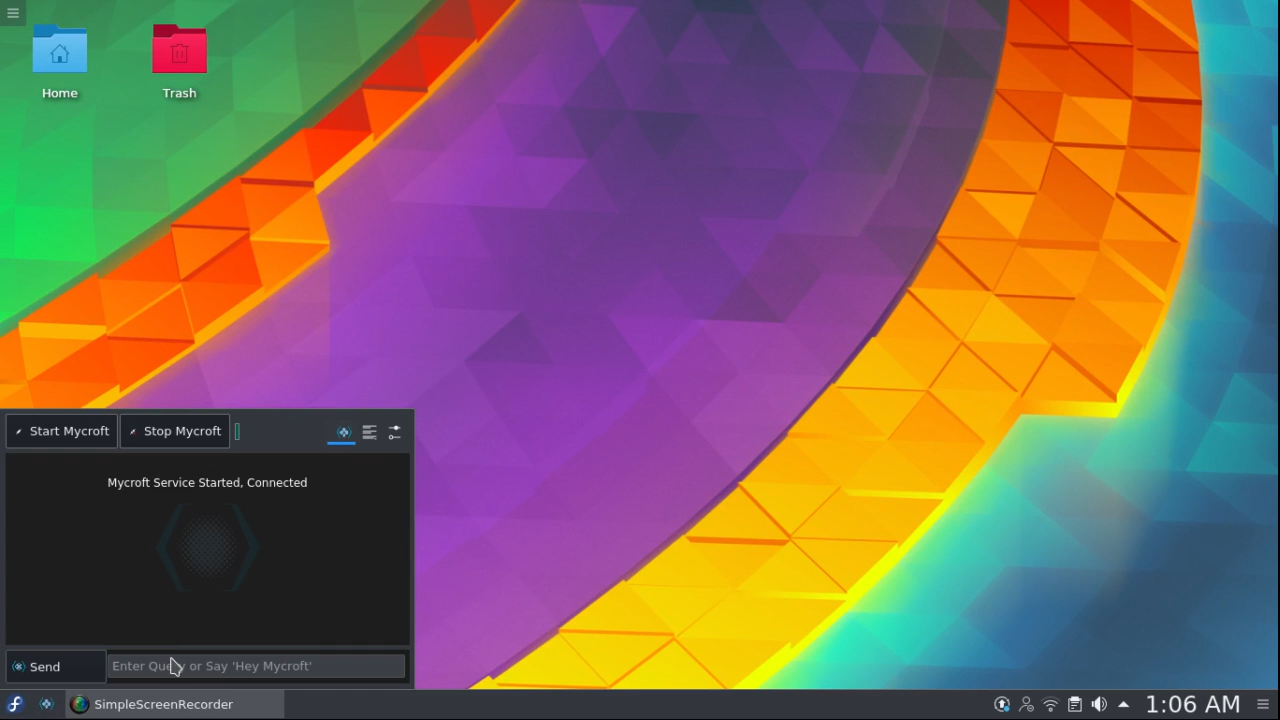 Home
Trash
Start Mycroft
Stop Mycroft
Mycroft Service Started, Connected
Send
Enter Query or Say 'Hey Mycroft'
SimpleScreenRecorder
1:06 AM